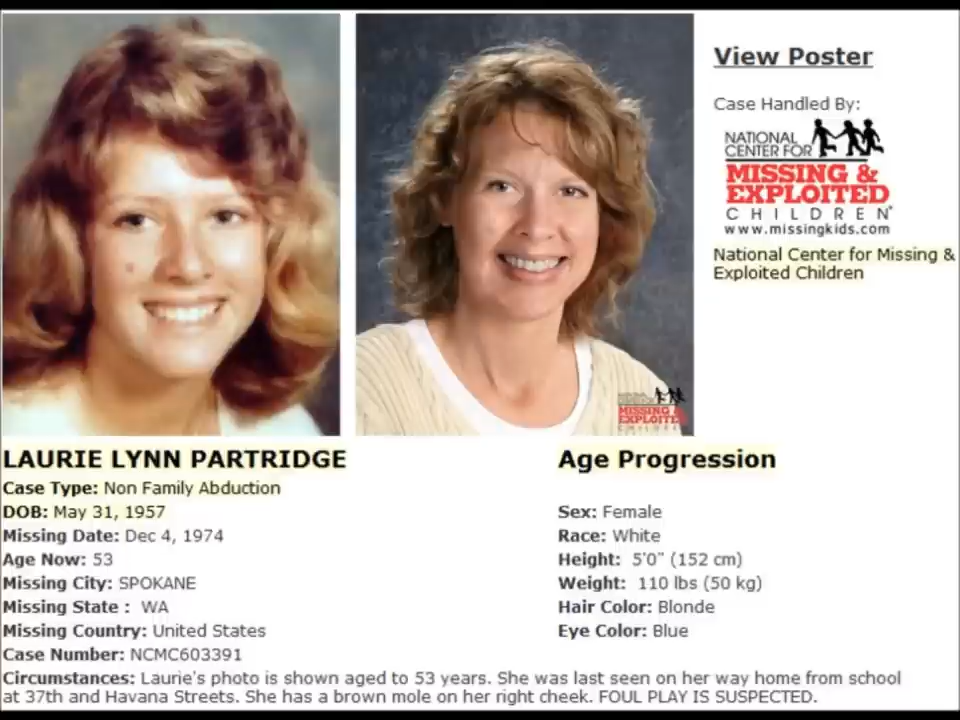 View Poster
Case Handled By:
NATIONAL
CENTER FOR
MISSING &
EXPLOITED
CHILDREN
www.missingkids.com
National Center for Missing &
Exploited Children
MISSING &
EXPLOITED
CHILDREN
LAURIE LYNN PARTRIDGE
Case Type: Non Family Abduction
DOB: May 31, 1957
Missing Date: Dec 4, 1974
Age Now: 53
Missing City: SPOKANE
Missing State : WA
Missing Country: United States
Case Number: NCMC603391
Age Progression
Sex: Female
Race: White
Height: 5'0" (152 cm)
Weight: 110 lbs (50 kg)
Hair Color: Blonde
Eye Color: Blue
Circumstances: Laurie's photo is shown aged to 53 years. She was last seen on her way home from school
at 37th and Havana Streets. She has a brown mole on her right cheek. FOUL PLAY IS SUSPECTED.